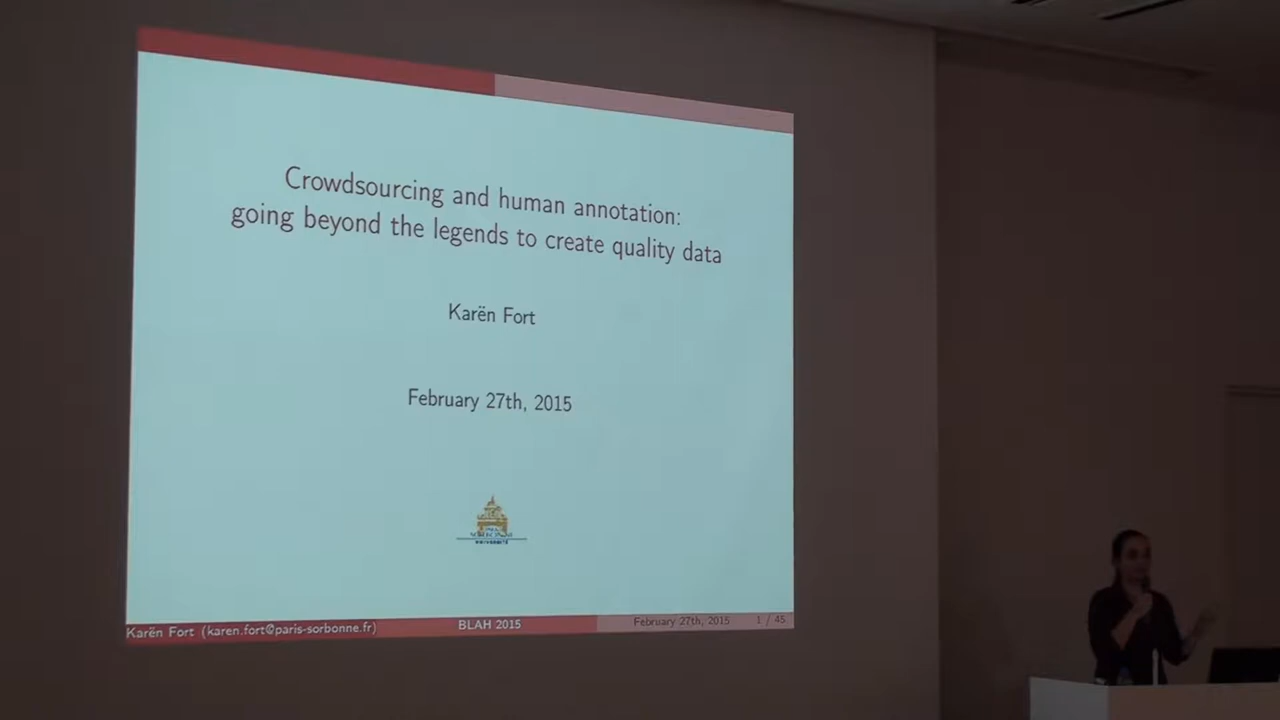 Crowdsourcing and human annotation:
going beyond the legends to create quality data
Karën Fort
February 27th, 2015
Karën Fort (karen.fort@paris-sorbonne.fr)
BLAH 2015
February 27th, 2015
1 / 45